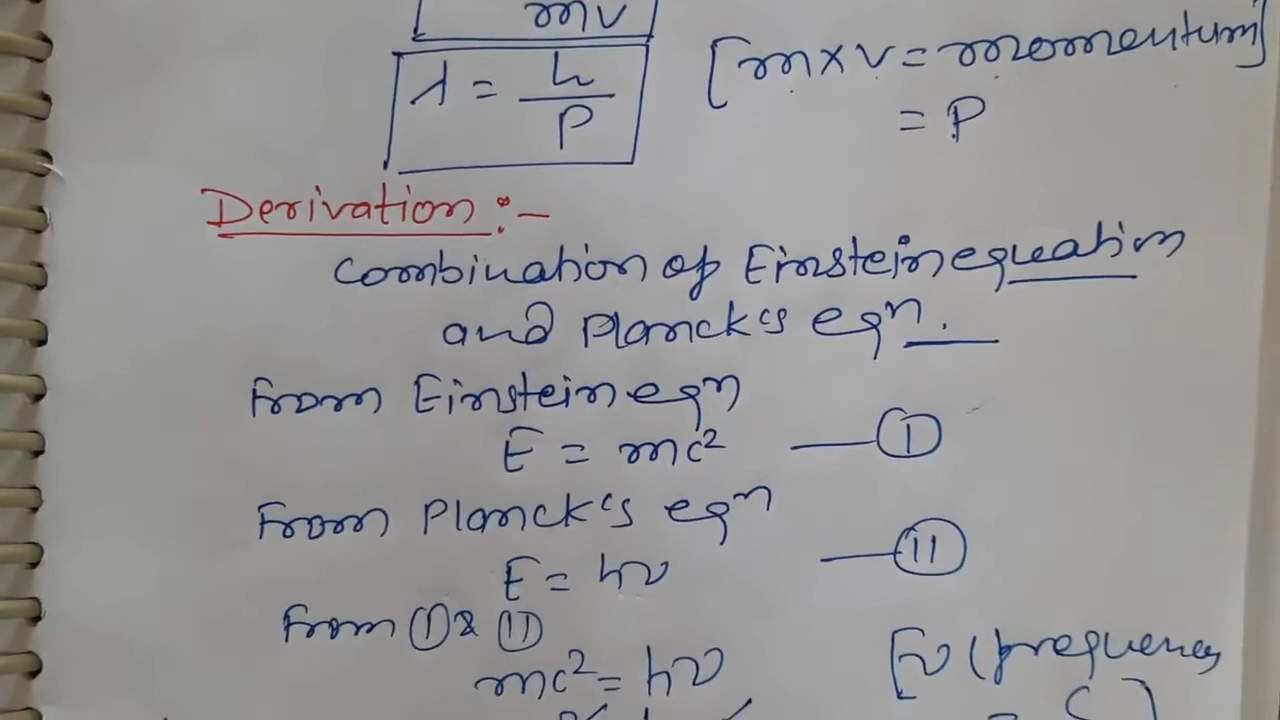 mv
λ = h/P
[m×v = momentum]
= P
Derivation :-
Combination of Einstein equation
and Planck's eqn.
From Einstein eqn
E = mc² —(I)
From Planck's eqn
E = hν —(II)
From (I) & (II)
mc² = hν
[ν (frequency
= C )